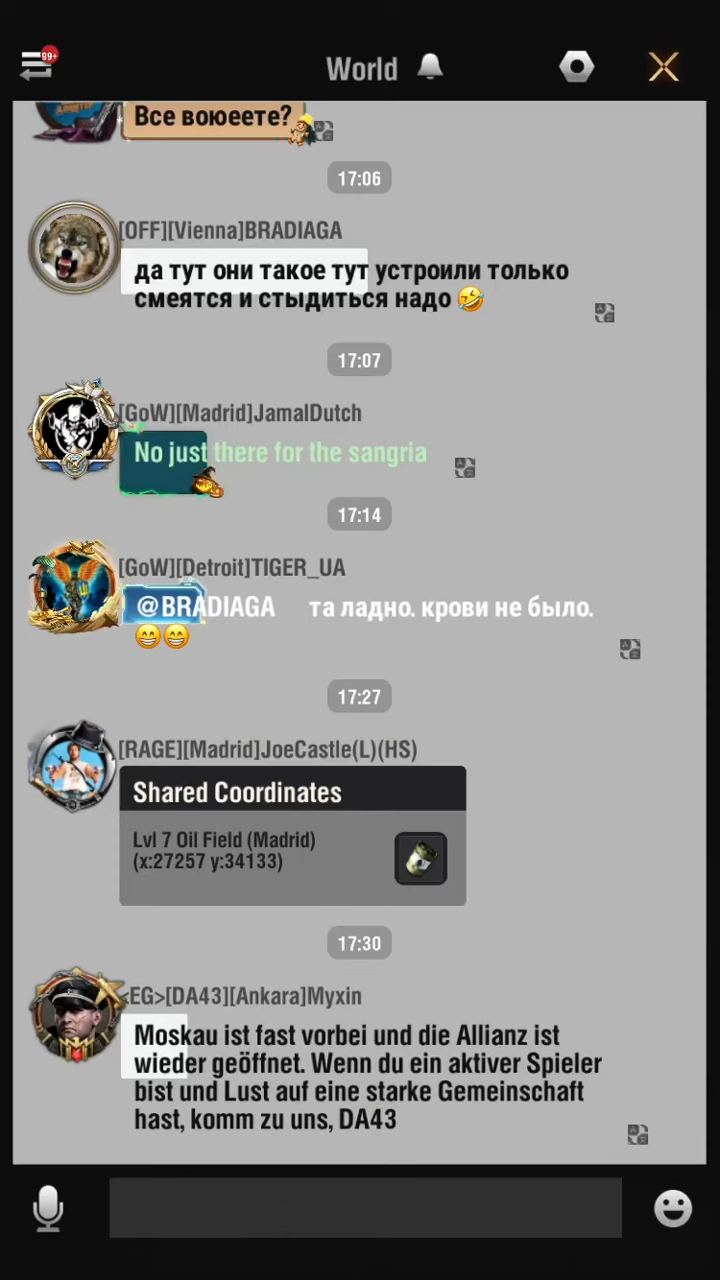 99+
World
Все воюеете?
17:06
[OFF][Vienna]BRADIAGA
да тут они такое тут устроили только
смеятся и стыдиться надо 🤣
17:07
[GoW][Madrid]JamalDutch
No just there for the sangria
17:14
[GoW][Detroit]TIGER_UA
@BRADIAGA та ладно. крови не было.
😁😁
17:27
[RAGE][Madrid]JoeCastle(L)(HS)
Shared Coordinates
Lvl 7 Oil Field (Madrid)
(x:27257 y:34133)
17:30
<EG>[DA43][Ankara]Myxin
Moskau ist fast vorbei und die Allianz ist
wieder geöffnet. Wenn du ein aktiver Spieler
bist und Lust auf eine starke Gemeinschaft
hast, komm zu uns, DA43